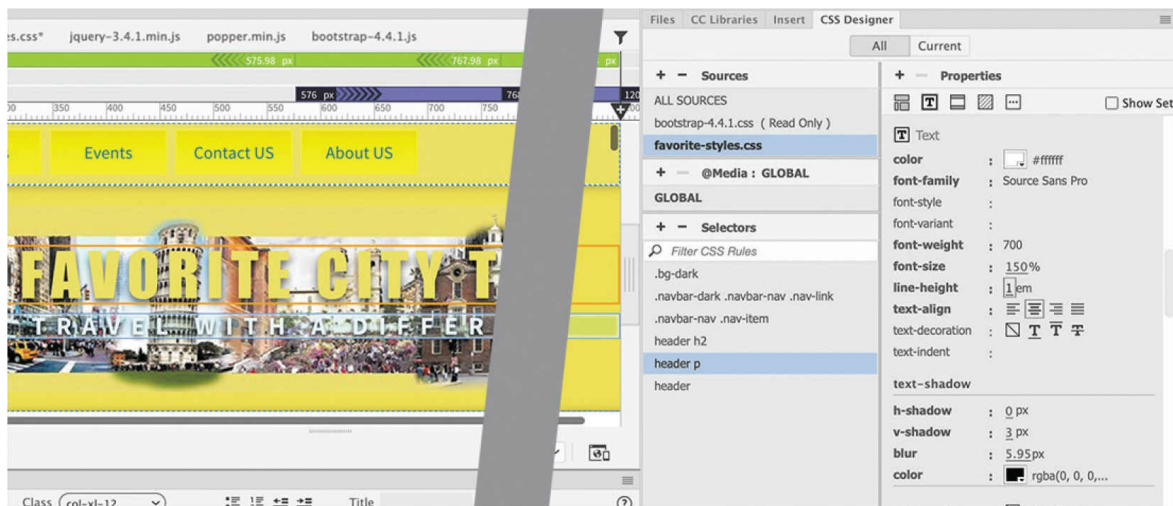 es.css* jquery-3.4.1.min.js popper.min.js bootstrap-4.4.1.js
575.98 px 767.98 px px
576 px 768 120
350 400 450 500 550 600 650 700 750
Events Contact US About US
FAVORITE CITY T
TRAVEL WITH A DIFFER
Class col-xl-12 Title
Files CC Libraries Insert CSS Designer
All Current
+ − Sources
ALL SOURCES
bootstrap-4.4.1.css ( Read Only )
favorite-styles.css
+ − @Media : GLOBAL
GLOBAL
+ − Selectors
Filter CSS Rules
.bg-dark
.navbar-dark .navbar-nav .nav-link
.navbar-nav .nav-item
header h2
header p
header
+ − Properties
T Show Set
T Text
color : #ffffff
font-family : Source Sans Pro
font-style :
font-variant :
font-weight : 700
font-size : 150%
line-height : 1em
text-align :
text-decoration : T T T
text-indent :
text-shadow
h-shadow : 0 px
v-shadow : 3 px
blur : 5.95px
color : rgba(0, 0, 0,...